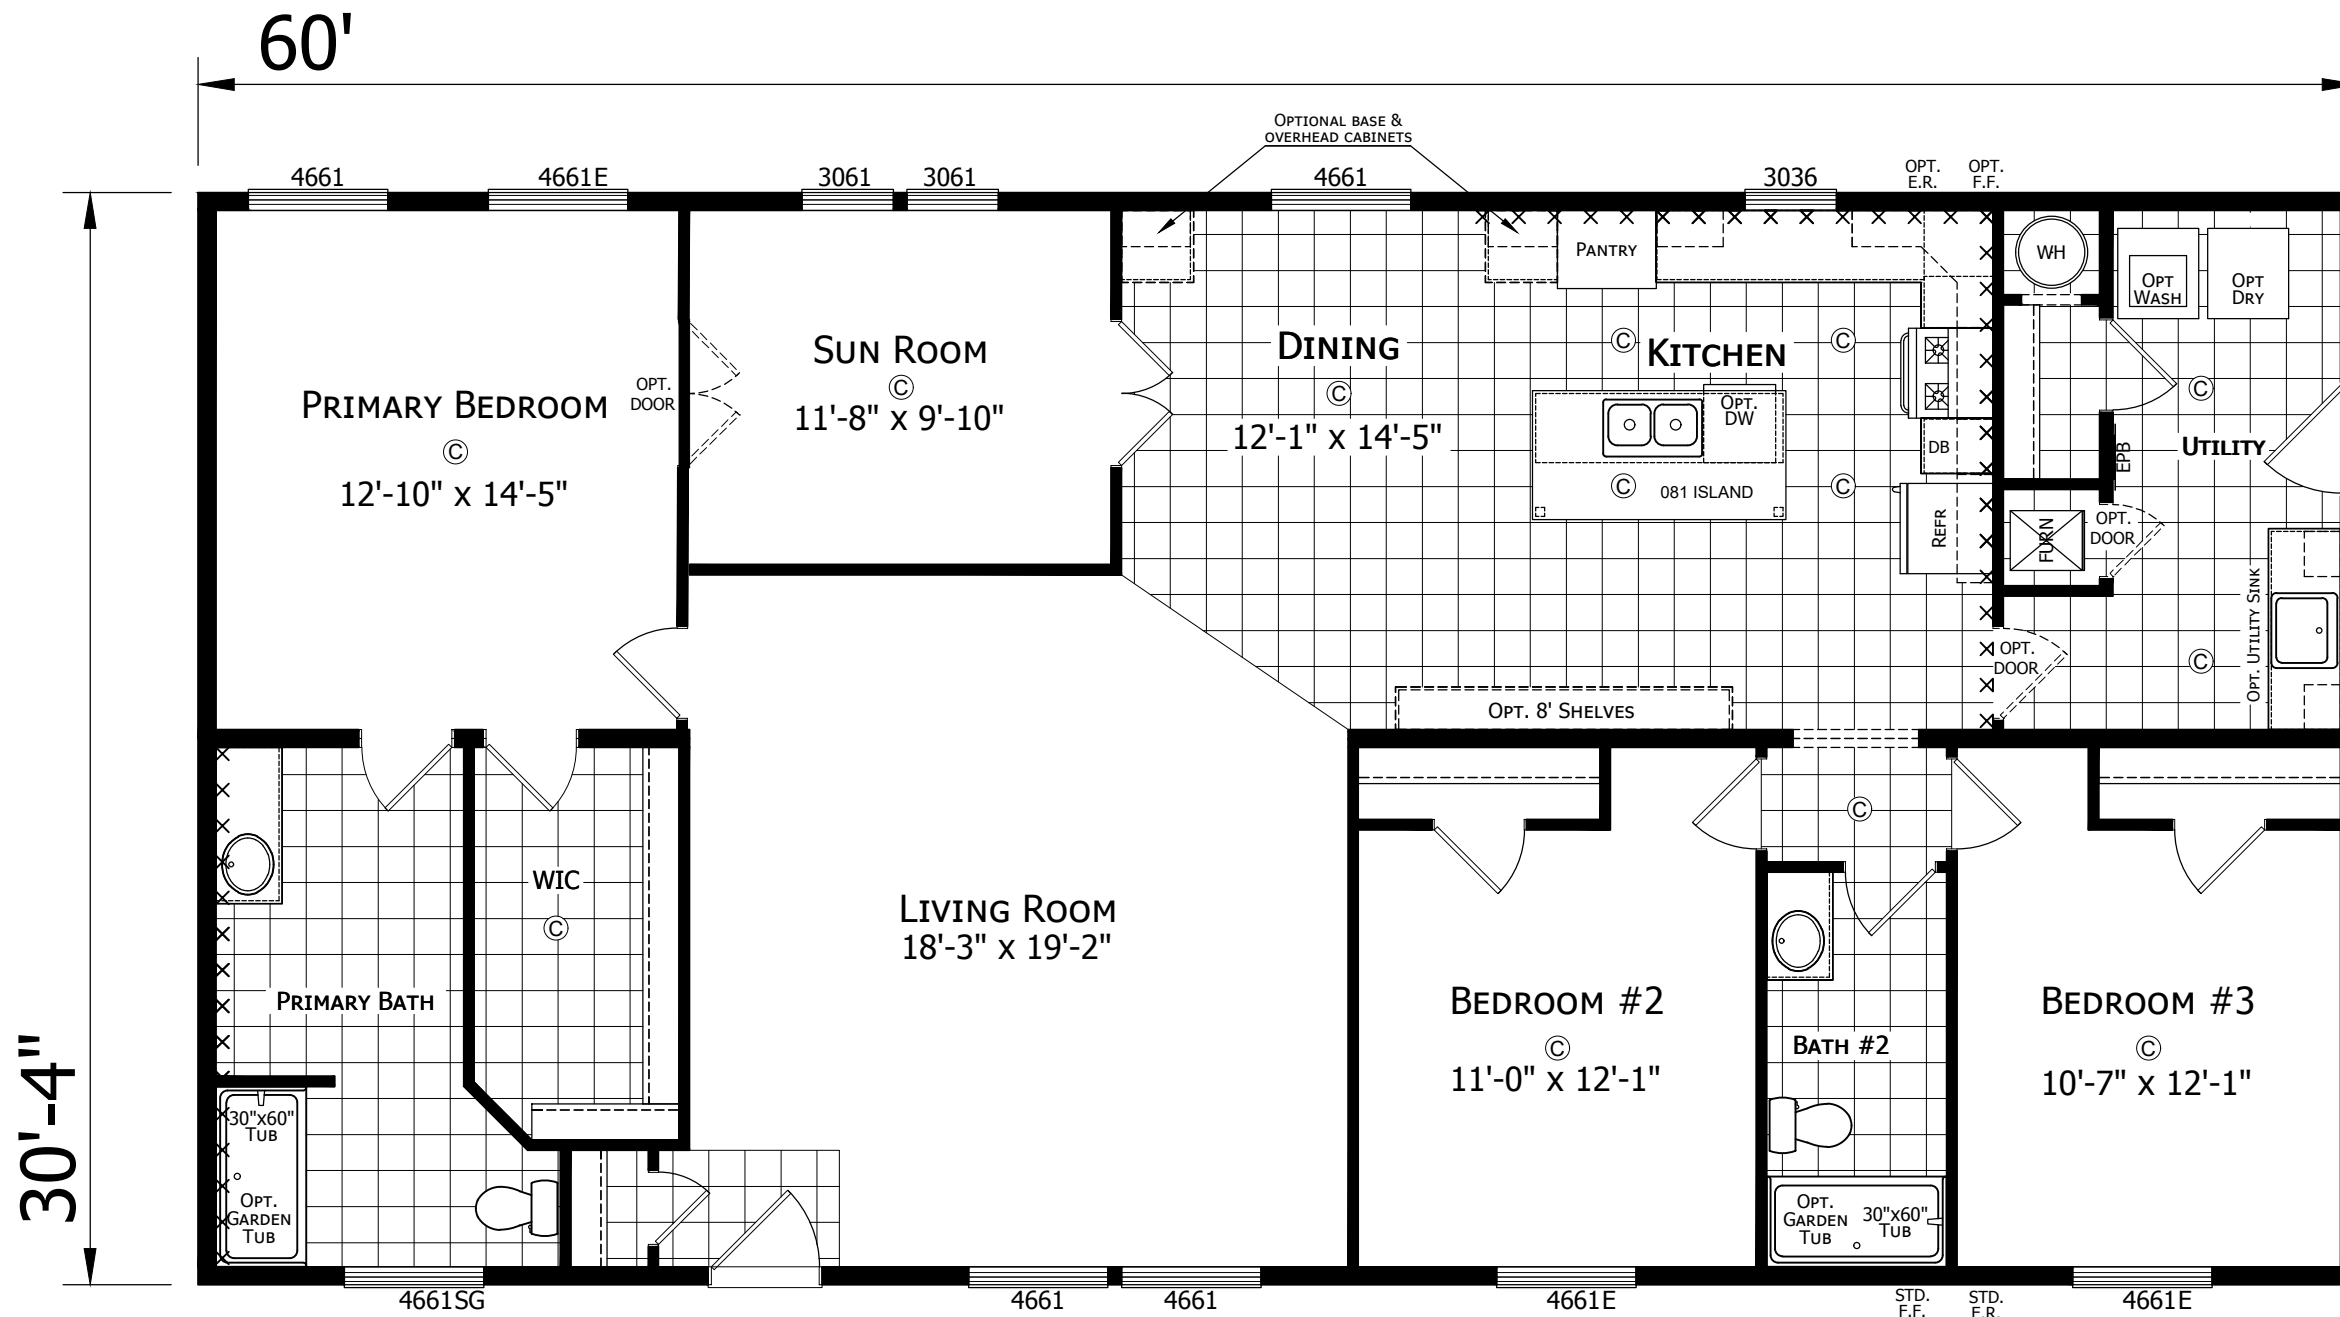 60'
OPTIONAL BASE &
OVERHEAD CABINETS
4661
4661E
3061
3061
4661
3036
OPT.
E.R.
OPT.
F.F.
PANTRY
WH
OPT
WASH
OPT
DRY
SUN ROOM
C
11'-8" x 9'-10"
DINING
C
12'-1" x 14'-5"
C
KITCHEN
C
OPT.
DW
C
081 ISLAND
C
DB
REFR
PRIMARY BEDROOM
C
12'-10" x 14'-5"
OPT.
DOOR
C
UTILITY
EPB
FURN
OPT.
DOOR
OPT. UTILITY SINK
C
OPT.
DOOR
OPT. 8' SHELVES
C
WIC
C
PRIMARY BATH
LIVING ROOM
18'-3" x 19'-2"
BEDROOM #2
C
11'-0" x 12'-1"
BATH #2
BEDROOM #3
C
10'-7" x 12'-1"
30'-4"
30"x60"
TUB
OPT.
GARDEN
TUB
OPT.
GARDEN
TUB
30"x60"
TUB
4661SG
4661
4661
4661E
STD.
F.F.
STD.
E.R.
4661E